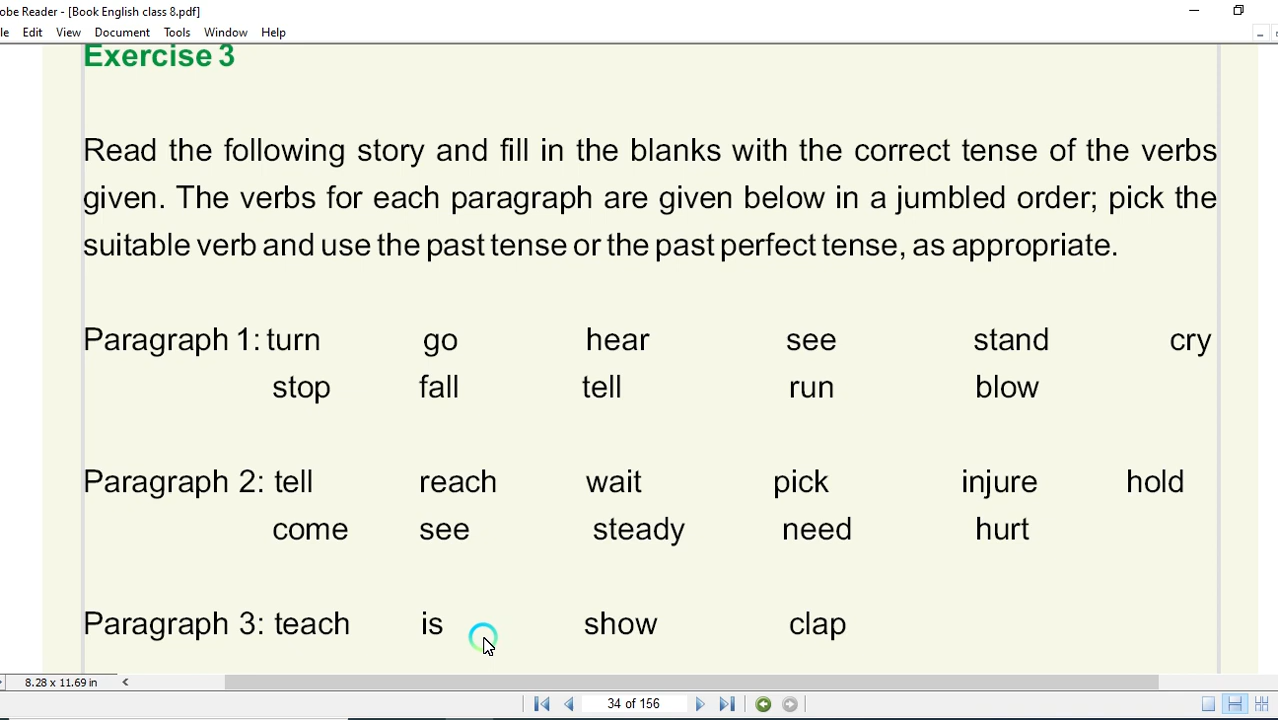 obe Reader - [Book English class 8.pdf]
le Edit View Document Tools Window Help
Exercise 3
Read the following story and fill in the blanks with the correct tense of the verbs
given. The verbs for each paragraph are given below in a jumbled order; pick the
suitable verb and use the past tense or the past perfect tense, as appropriate.
Paragraph 1: turn go hear see stand cry
stop fall tell run blow
Paragraph 2: tell reach wait pick injure hold
come see steady need hurt
Paragraph 3: teach is show clap
8.28 x 11.69 in
34 of 156